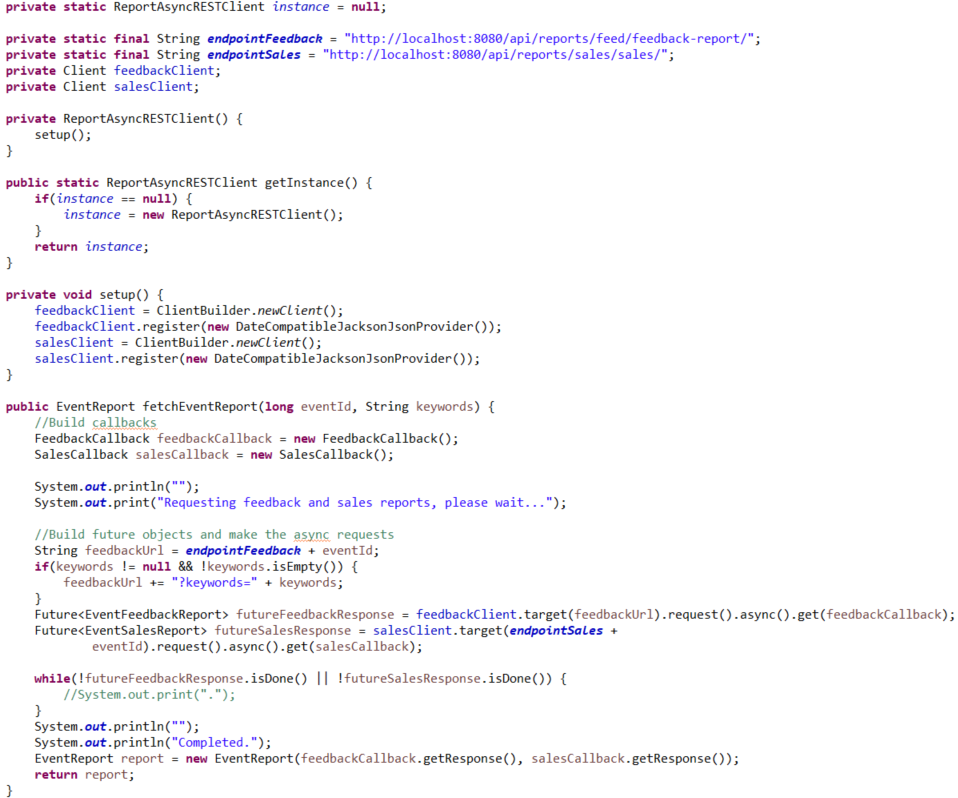 private static ReportAsyncRESTClient instance = null;

private static final String endpointFeedback = "http://localhost:8080/api/reports/feed/feedback-report/";
private static final String endpointSales = "http://localhost:8080/api/reports/sales/sales/";
private Client feedbackClient;
private Client salesClient;

private ReportAsyncRESTClient() {
    setup();
}

public static ReportAsyncRESTClient getInstance() {
    if(instance == null) {
        instance = new ReportAsyncRESTClient();
    }
    return instance;
}

private void setup() {
    feedbackClient = ClientBuilder.newClient();
    feedbackClient.register(new DateCompatibleJacksonJsonProvider());
    salesClient = ClientBuilder.newClient();
    salesClient.register(new DateCompatibleJacksonJsonProvider());
}

public EventReport fetchEventReport(long eventId, String keywords) {
    //Build callbacks
    FeedbackCallback feedbackCallback = new FeedbackCallback();
    SalesCallback salesCallback = new SalesCallback();

    System.out.println("");
    System.out.print("Requesting feedback and sales reports, please wait...");

    //Build future objects and make the async requests
    String feedbackUrl = endpointFeedback + eventId;
    if(keywords != null && !keywords.isEmpty()) {
        feedbackUrl += "?keywords=" + keywords;
    }
    Future<EventFeedbackReport> futureFeedbackResponse = feedbackClient.target(feedbackUrl).request().async().get(feedbackCallback);
    Future<EventSalesReport> futureSalesResponse = salesClient.target(endpointSales +
            eventId).request().async().get(salesCallback);

    while(!futureFeedbackResponse.isDone() || !futureSalesResponse.isDone()) {
        //System.out.print(".");
    }
    System.out.println("");
    System.out.println("Completed.");
    EventReport report = new EventReport(feedbackCallback.getResponse(), salesCallback.getResponse());
    return report;
}